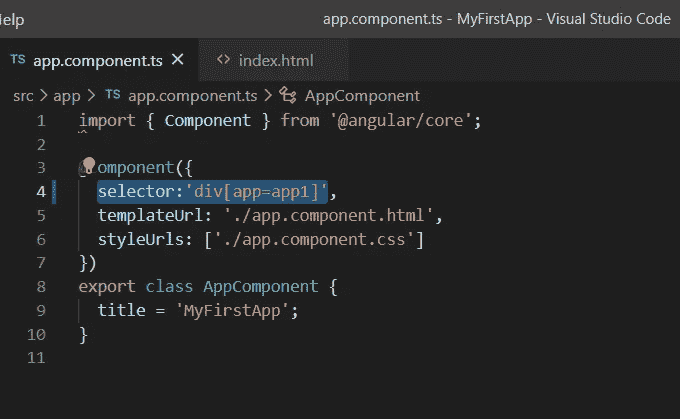 elp
app.component.ts - MyFirstApp - Visual Studio Code
TS app.component.ts × <> index.html
src > app > TS app.component.ts > AppComponent
1 import { Component } from '@angular/core';
2
3 @Component({
4 selector:'div[app=app1]',
5 templateUrl: './app.component.html',
6 styleUrls: ['./app.component.css']
7 })
8 export class AppComponent {
9 title = 'MyFirstApp';
10 }
11